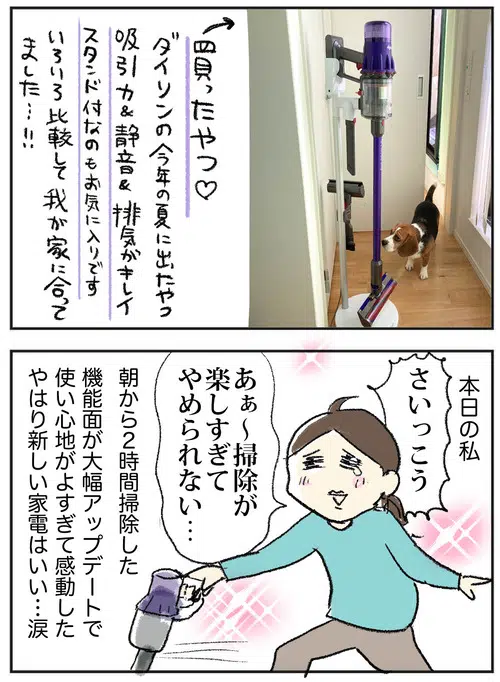 買ったやつ♡
ダイソンの今年の夏に出たやつ
吸引力&静音&排気がキレイ
スタンド付なのもお気に入りです
いろいろ比較して我が家に合って
ました…!!
本日の私
さいっこう
あぁ〜掃除が
楽しすぎて
やめられない…
朝から2時間掃除した
機能面が大幅アップデートで
使い心地がよすぎて感動した
やはり新しい家電はいい…涙